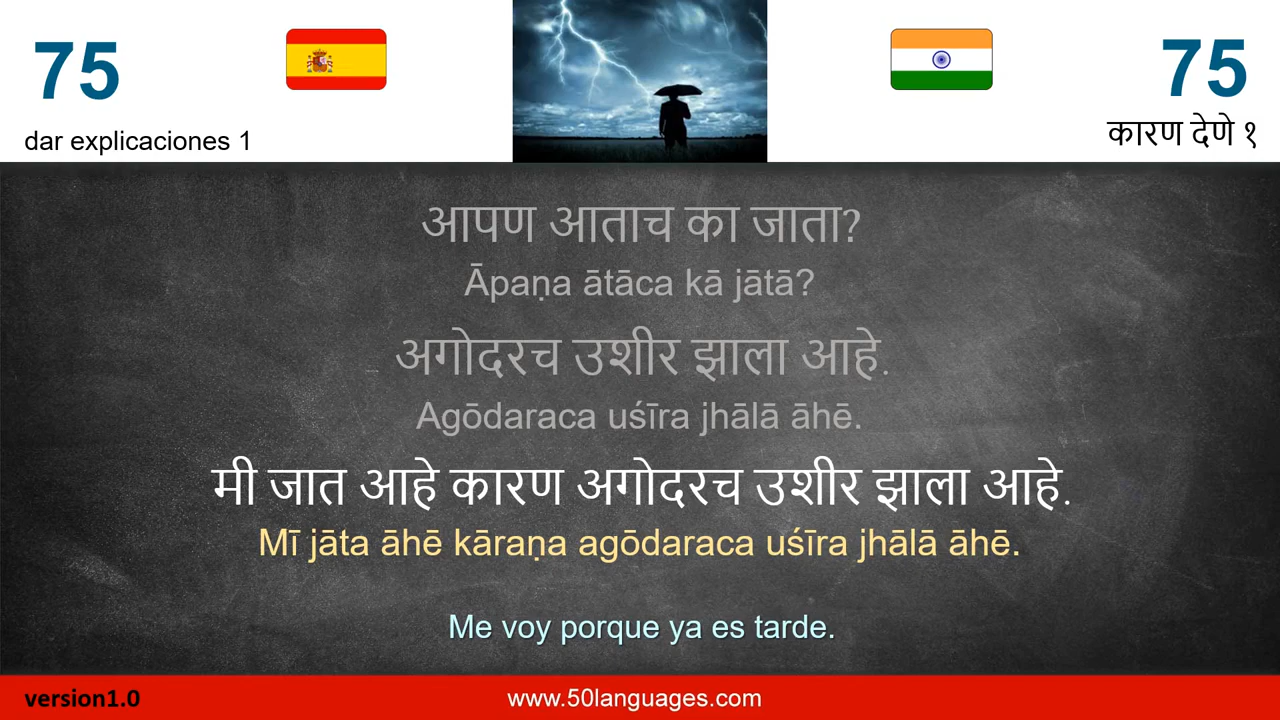 75
dar explicaciones 1
75
कारण देणे १
आपण आताच का जाता?
Āpaṇa ātāca kā jātā?
अगोदरच उशीर झाला आहे.
Agōdaraca uśīra jhālā āhē.
मी जात आहे कारण अगोदरच उशीर झाला आहे.
Mī jāta āhē kāraṇa agōdaraca uśīra jhālā āhē.
Me voy porque ya es tarde.
version1.0
www.50languages.com